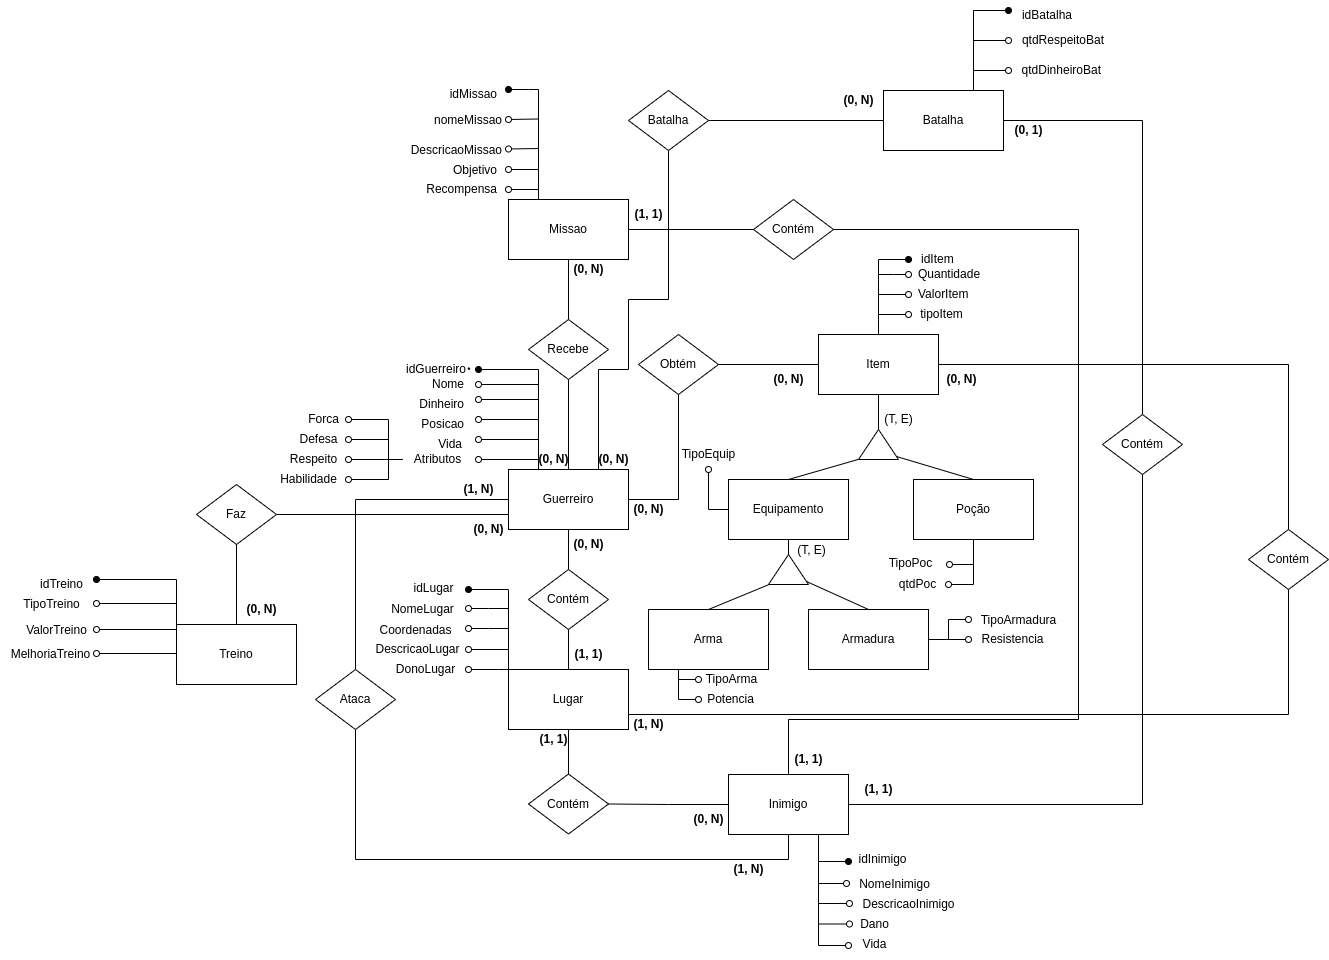 idBatalha
qtdRespeitoBat
qtdDinheiroBat
idMissao
nomeMissao
DescricaoMissao
Objetivo
Recompensa
Batalha
(0, N)
Batalha
(0, 1)
Missao
(1, 1)
Contém
(0, N)
idItem
Quantidade
ValorItem
tipoItem
Recebe
Obtém
(0, N)
Item
(0, N)
idGuerreiro
Nome
Dinheiro
Posicao
Vida
Atributos
Forca
Defesa
Respeito
Habilidade
(0, N)
(0, N)
(T, E)
Contém
TipoEquip
(1, N)
Guerreiro
(0, N)
(0, N)
(0, N)
Equipamento
Poção
Faz
(T, E)
Contém
TipoPoc
qtdPoc
idTreino
TipoTreino
ValorTreino
MelhoriaTreino
(0, N)
Treino
idLugar
NomeLugar
Coordenadas
DescricaoLugar
DonoLugar
Contém
(1, 1)
Arma
Armadura
TipoArmadura
Resistencia
TipoArma
Potencia
Ataca
Lugar
(1, N)
(1, 1)
(1, 1)
Contém
(0, N)
Inimigo
(1, 1)
(1, N)
idInimigo
NomeInimigo
DescricaoInimigo
Dano
Vida